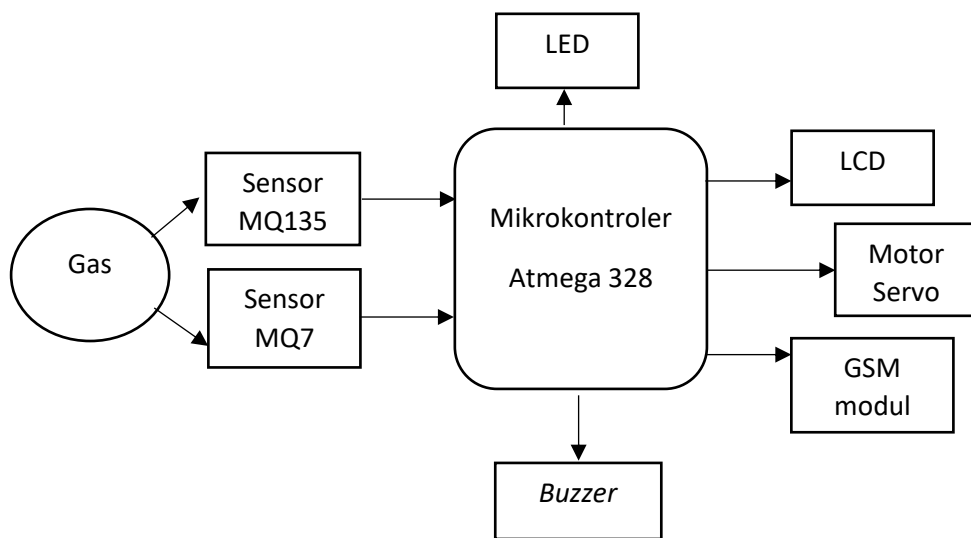 LED
Gas
Sensor
MQ135
Sensor
MQ7
Mikrokontroler
Atmega 328
LCD
Motor
Servo
GSM
modul
Buzzer